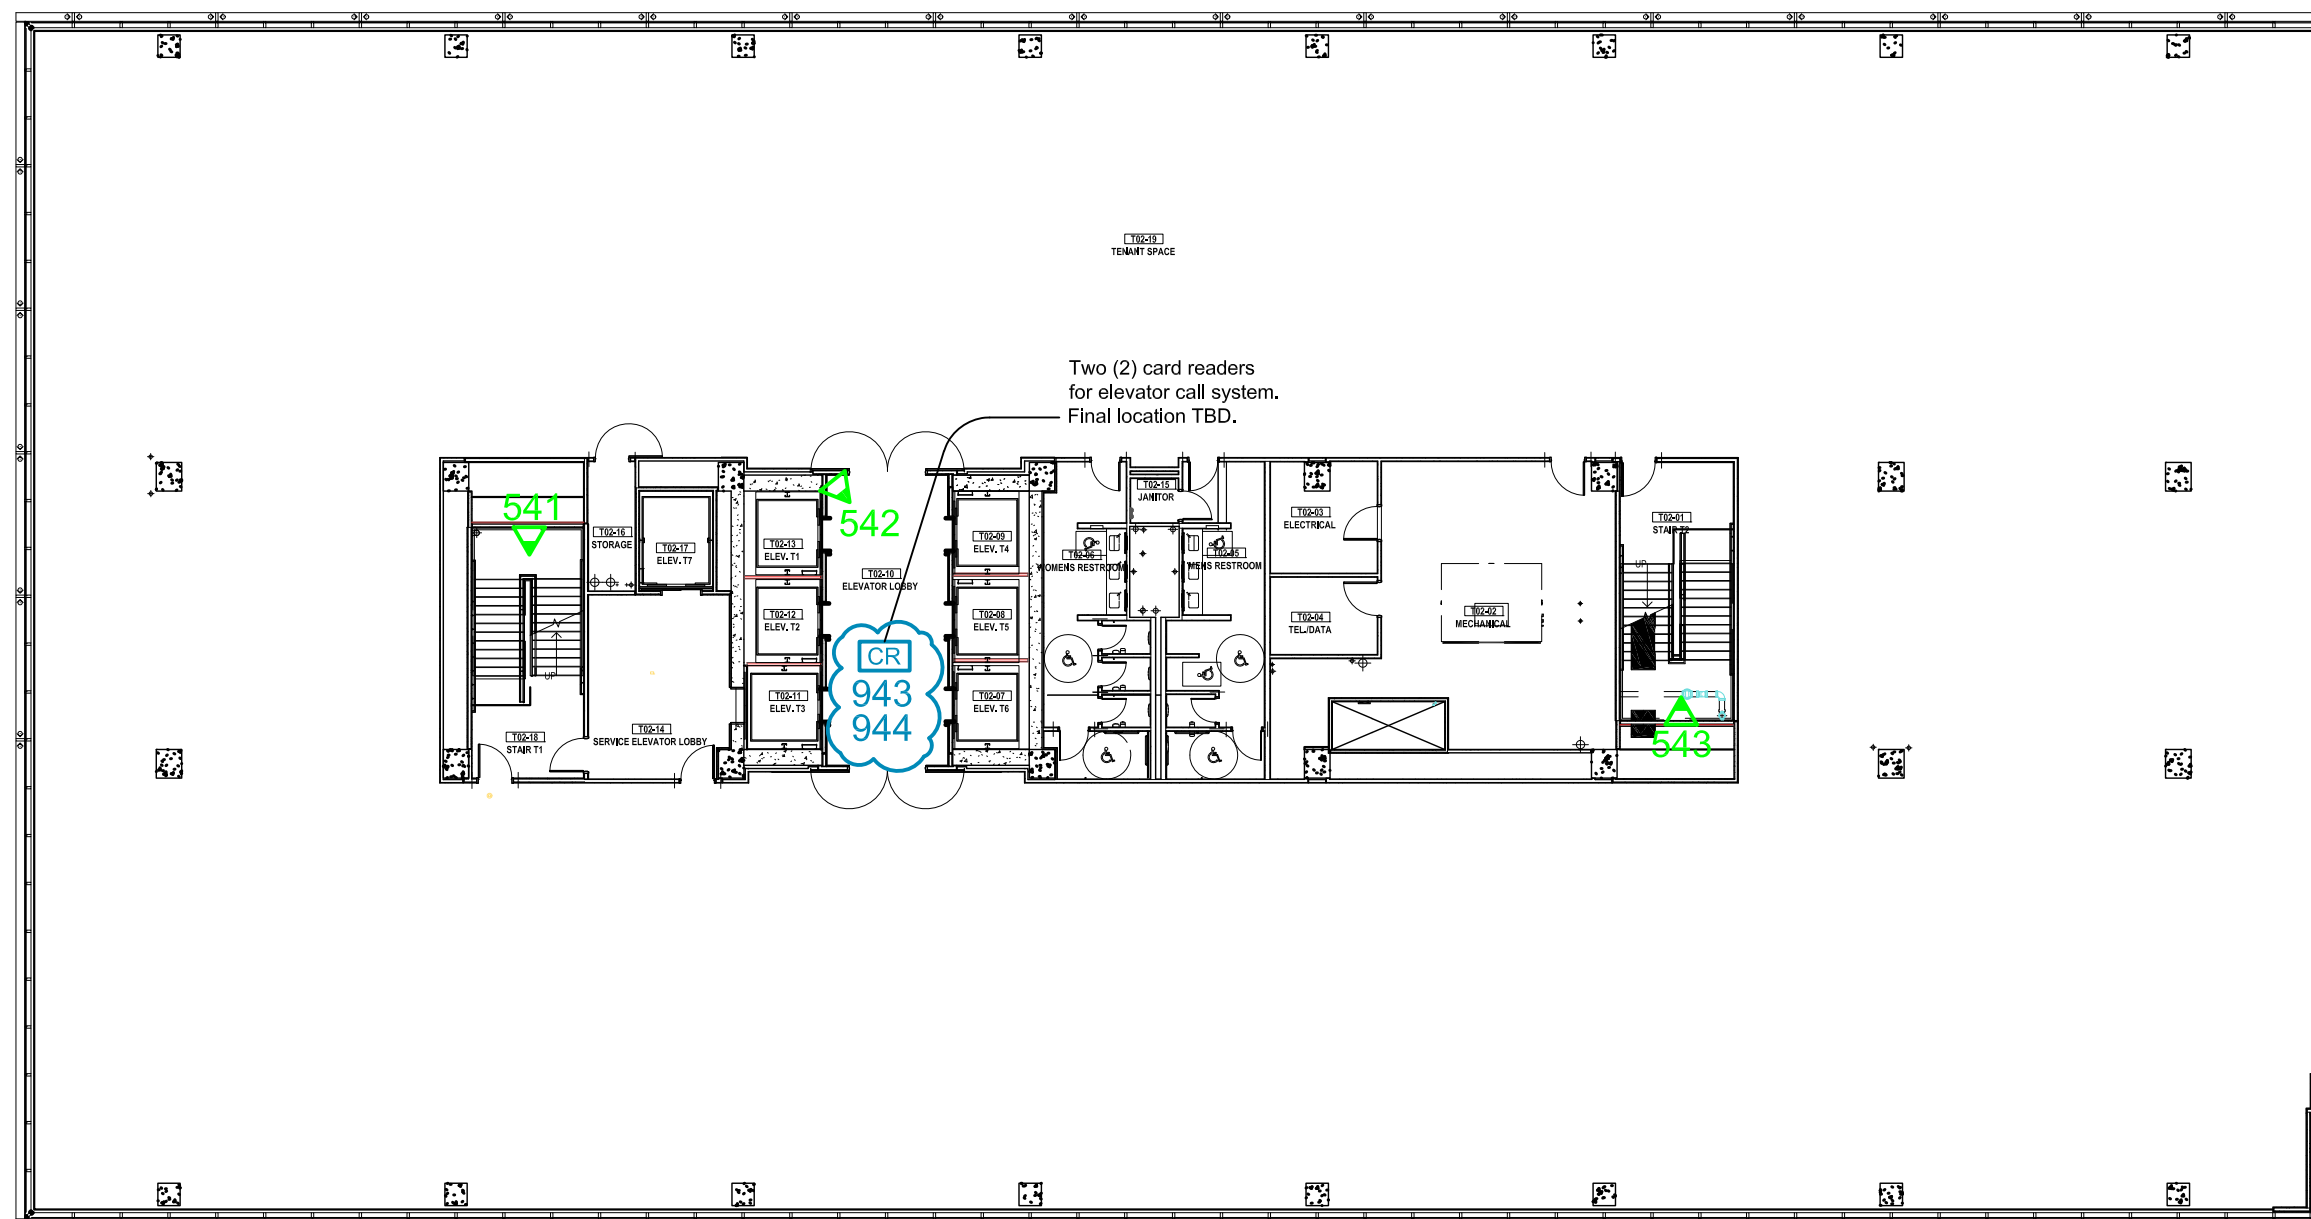 T02-19
TENANT SPACE
Two (2) card readers
for elevator call system.
Final location TBD.
541
542
T02-16
STORAGE
T02-17
ELEV. T7
T02-13
ELEV. T1
T02-10
ELEVATOR LOBBY
T02-09
ELEV. T4
T02-15
JANITOR
T02-06
WOMENS RESTROOM
T02-05
MENS RESTROOM
T02-03
ELECTRICAL
T02-01
STAIR T2
UP
T02-12
ELEV. T2
T02-08
ELEV. T5
T02-04
TEL./DATA
T02-02
MECHANICAL
CR
943
944
UP
T02-11
ELEV. T3
T02-07
ELEV. T6
T02-18
STAIR T1
T02-14
SERVICE ELEVATOR LOBBY
543